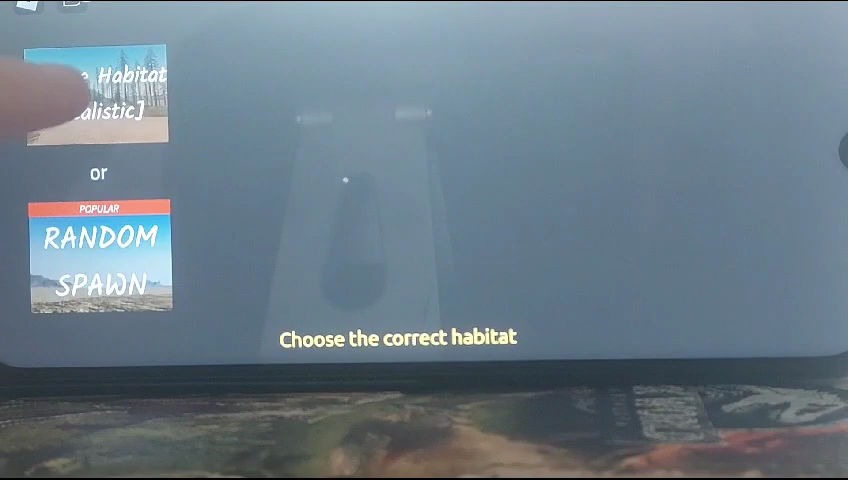 Habitat
alistic]
or
POPULAR
RANDOM
SPAWN
Choose the correct habitat